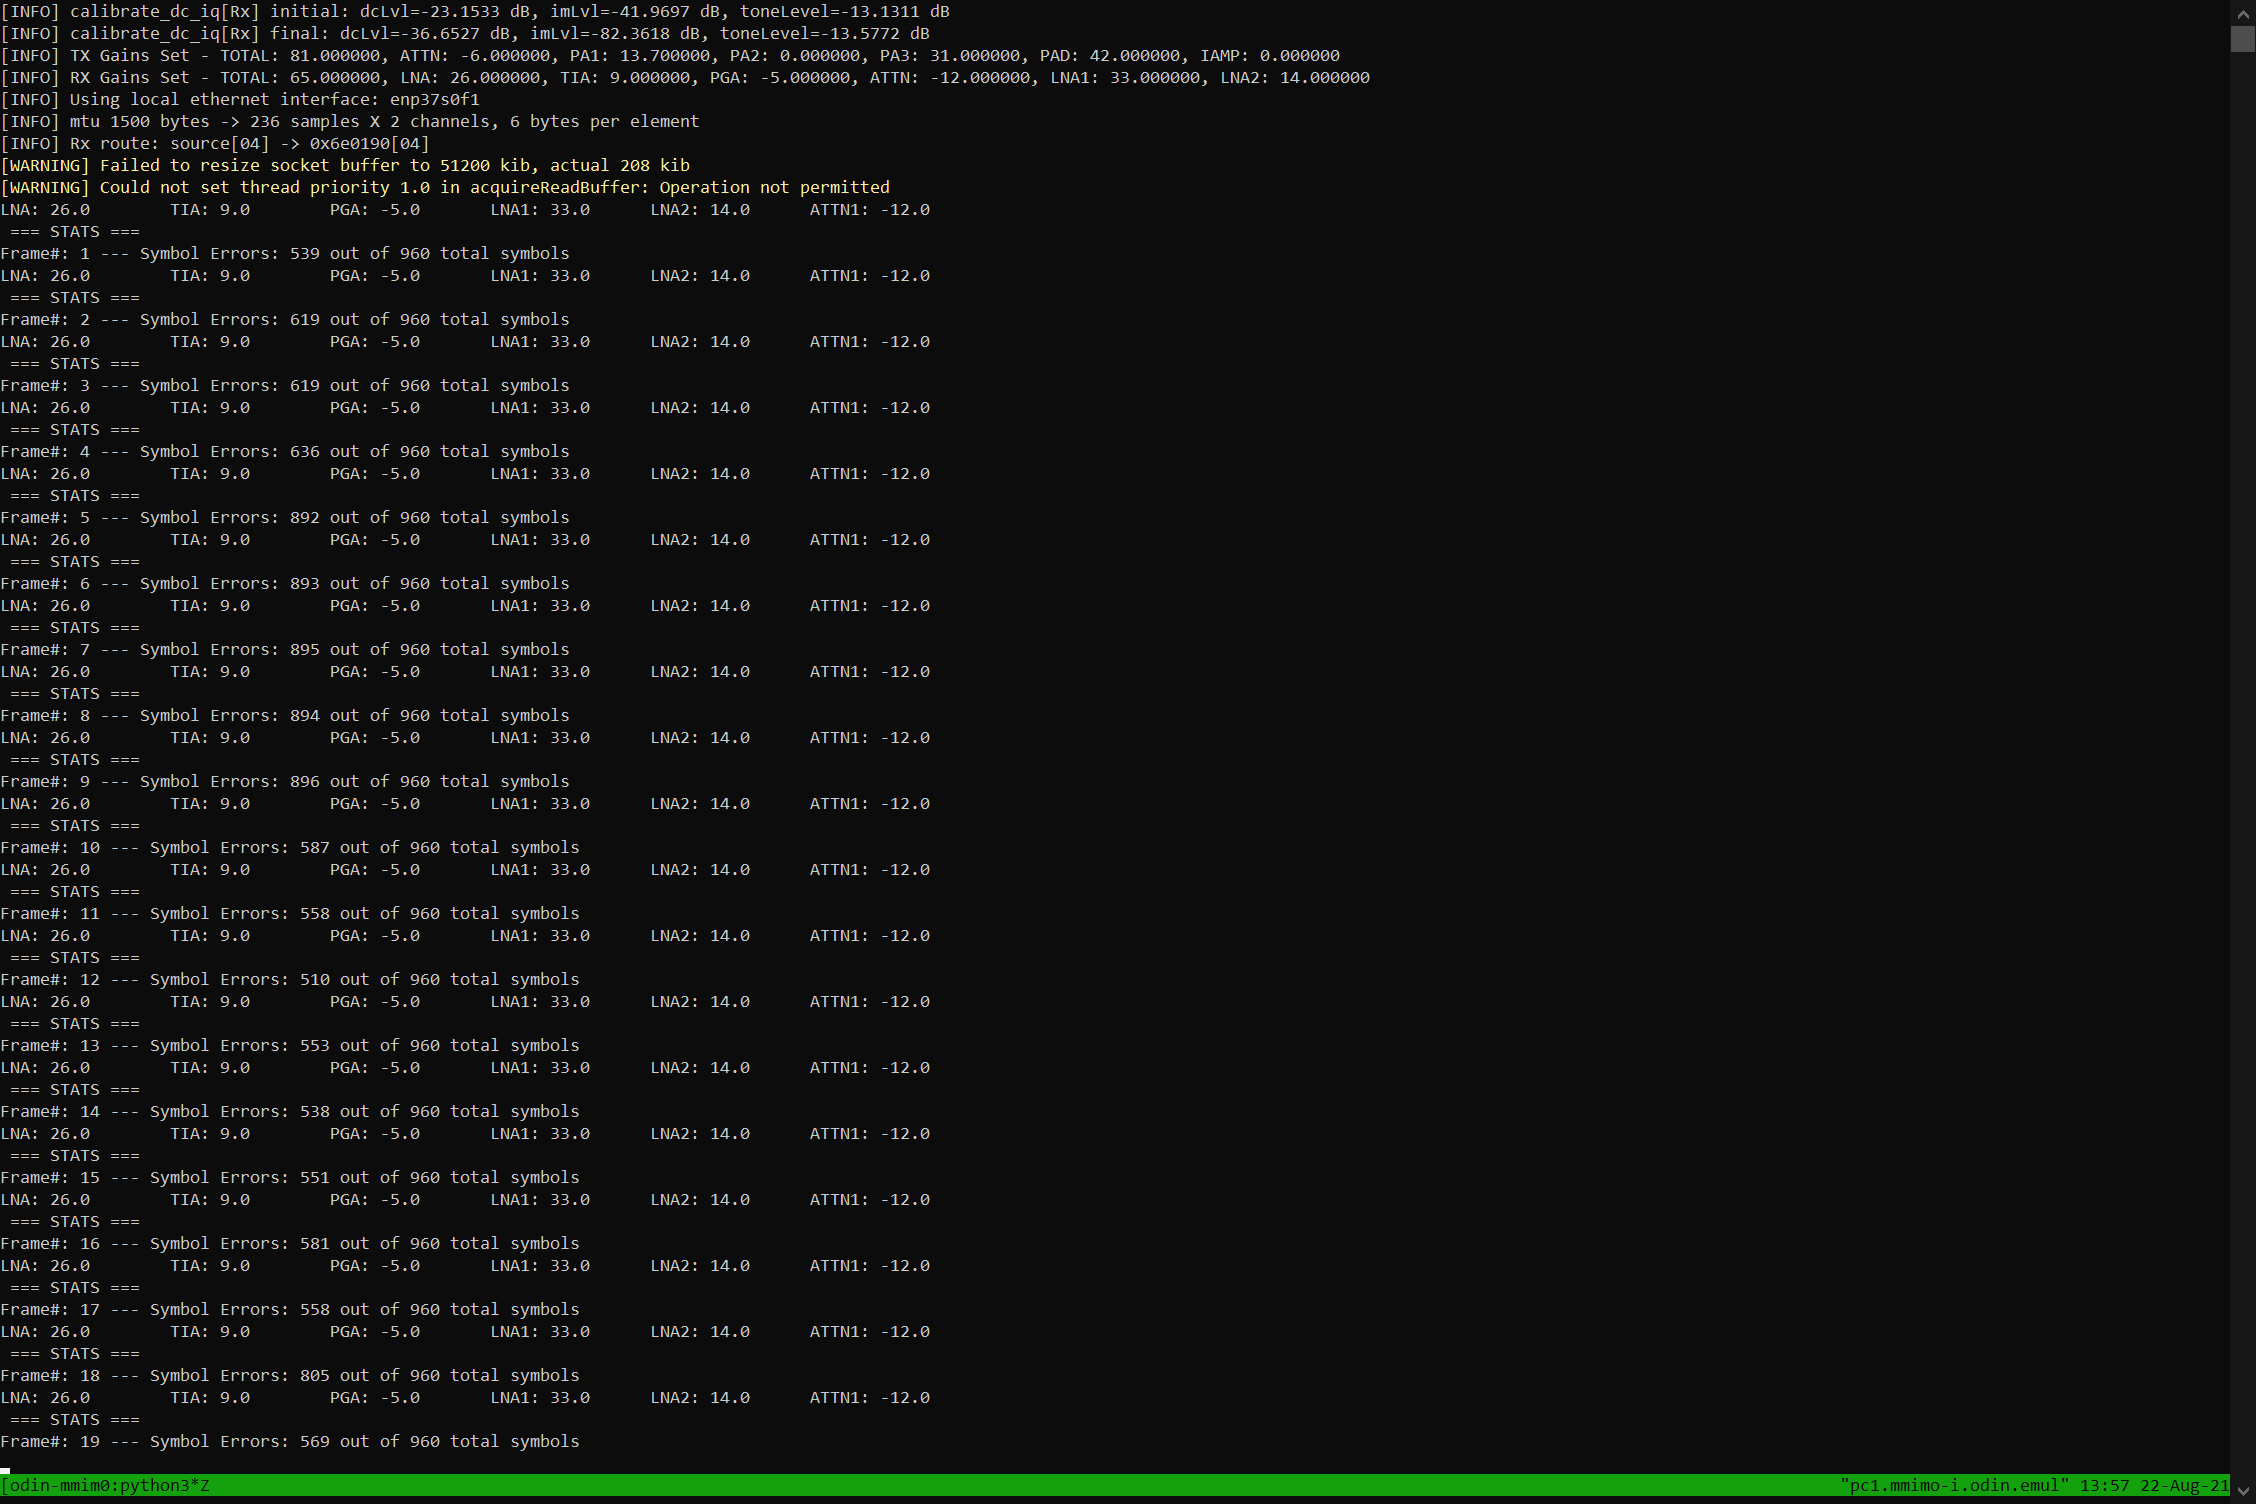 [INFO] calibrate_dc_iq[Rx] initial: dcLvl=-23.1533 dB, imLvl=-41.9697 dB, toneLevel=-13.1311 dB
[INFO] calibrate_dc_iq[Rx] final: dcLvl=-36.6527 dB, imLvl=-82.3618 dB, toneLevel=-13.5772 dB
[INFO] TX Gains Set - TOTAL: 81.000000, ATTN: -6.000000, PA1: 13.700000, PA2: 0.000000, PA3: 31.000000, PAD: 42.000000, IAMP: 0.000000
[INFO] RX Gains Set - TOTAL: 65.000000, LNA: 26.000000, TIA: 9.000000, PGA: -5.000000, ATTN: -12.000000, LNA1: 33.000000, LNA2: 14.000000
[INFO] Using local ethernet interface: enp37s0f1
[INFO] mtu 1500 bytes -> 236 samples X 2 channels, 6 bytes per element
[INFO] Rx route: source[04] -> 0x6e0190[04]
[WARNING] Failed to resize socket buffer to 51200 kib, actual 208 kib
[WARNING] Could not set thread priority 1.0 in acquireReadBuffer: Operation not permitted
LNA: 26.0        TIA: 9.0        PGA: -5.0       LNA1: 33.0      LNA2: 14.0      ATTN1: -12.0
 === STATS ===
Frame#: 1 --- Symbol Errors: 539 out of 960 total symbols
LNA: 26.0        TIA: 9.0        PGA: -5.0       LNA1: 33.0      LNA2: 14.0      ATTN1: -12.0
 === STATS ===
Frame#: 2 --- Symbol Errors: 619 out of 960 total symbols
LNA: 26.0        TIA: 9.0        PGA: -5.0       LNA1: 33.0      LNA2: 14.0      ATTN1: -12.0
 === STATS ===
Frame#: 3 --- Symbol Errors: 619 out of 960 total symbols
LNA: 26.0        TIA: 9.0        PGA: -5.0       LNA1: 33.0      LNA2: 14.0      ATTN1: -12.0
 === STATS ===
Frame#: 4 --- Symbol Errors: 636 out of 960 total symbols
LNA: 26.0        TIA: 9.0        PGA: -5.0       LNA1: 33.0      LNA2: 14.0      ATTN1: -12.0
 === STATS ===
Frame#: 5 --- Symbol Errors: 892 out of 960 total symbols
LNA: 26.0        TIA: 9.0        PGA: -5.0       LNA1: 33.0      LNA2: 14.0      ATTN1: -12.0
 === STATS ===
Frame#: 6 --- Symbol Errors: 893 out of 960 total symbols
LNA: 26.0        TIA: 9.0        PGA: -5.0       LNA1: 33.0      LNA2: 14.0      ATTN1: -12.0
 === STATS ===
Frame#: 7 --- Symbol Errors: 895 out of 960 total symbols
LNA: 26.0        TIA: 9.0        PGA: -5.0       LNA1: 33.0      LNA2: 14.0      ATTN1: -12.0
 === STATS ===
Frame#: 8 --- Symbol Errors: 894 out of 960 total symbols
LNA: 26.0        TIA: 9.0        PGA: -5.0       LNA1: 33.0      LNA2: 14.0      ATTN1: -12.0
 === STATS ===
Frame#: 9 --- Symbol Errors: 896 out of 960 total symbols
LNA: 26.0        TIA: 9.0        PGA: -5.0       LNA1: 33.0      LNA2: 14.0      ATTN1: -12.0
 === STATS ===
Frame#: 10 --- Symbol Errors: 587 out of 960 total symbols
LNA: 26.0        TIA: 9.0        PGA: -5.0       LNA1: 33.0      LNA2: 14.0      ATTN1: -12.0
 === STATS ===
Frame#: 11 --- Symbol Errors: 558 out of 960 total symbols
LNA: 26.0        TIA: 9.0        PGA: -5.0       LNA1: 33.0      LNA2: 14.0      ATTN1: -12.0
 === STATS ===
Frame#: 12 --- Symbol Errors: 510 out of 960 total symbols
LNA: 26.0        TIA: 9.0        PGA: -5.0       LNA1: 33.0      LNA2: 14.0      ATTN1: -12.0
 === STATS ===
Frame#: 13 --- Symbol Errors: 553 out of 960 total symbols
LNA: 26.0        TIA: 9.0        PGA: -5.0       LNA1: 33.0      LNA2: 14.0      ATTN1: -12.0
 === STATS ===
Frame#: 14 --- Symbol Errors: 538 out of 960 total symbols
LNA: 26.0        TIA: 9.0        PGA: -5.0       LNA1: 33.0      LNA2: 14.0      ATTN1: -12.0
 === STATS ===
Frame#: 15 --- Symbol Errors: 551 out of 960 total symbols
LNA: 26.0        TIA: 9.0        PGA: -5.0       LNA1: 33.0      LNA2: 14.0      ATTN1: -12.0
 === STATS ===
Frame#: 16 --- Symbol Errors: 581 out of 960 total symbols
LNA: 26.0        TIA: 9.0        PGA: -5.0       LNA1: 33.0      LNA2: 14.0      ATTN1: -12.0
 === STATS ===
Frame#: 17 --- Symbol Errors: 558 out of 960 total symbols
LNA: 26.0        TIA: 9.0        PGA: -5.0       LNA1: 33.0      LNA2: 14.0      ATTN1: -12.0
 === STATS ===
Frame#: 18 --- Symbol Errors: 805 out of 960 total symbols
LNA: 26.0        TIA: 9.0        PGA: -5.0       LNA1: 33.0      LNA2: 14.0      ATTN1: -12.0
 === STATS ===
Frame#: 19 --- Symbol Errors: 569 out of 960 total symbols
[odin-mmim0:python3*Z "pc1.mmimo-i.odin.emul" 13:57 22-Aug-21